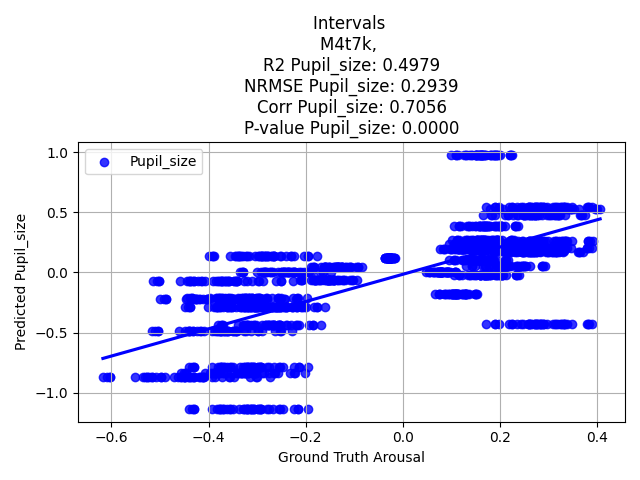 Intervals
M4t7k,
R2 Pupil_size: 0.4979
NRMSE Pupil_size: 0.2939
Corr Pupil_size: 0.7056
P-value Pupil_size: 0.0000
Pupil_size
Predicted Pupil_size
1.0
0.5
0.0
−0.5
−1.0
−0.6 −0.4 −0.2 0.0 0.2 0.4
Ground Truth Arousal